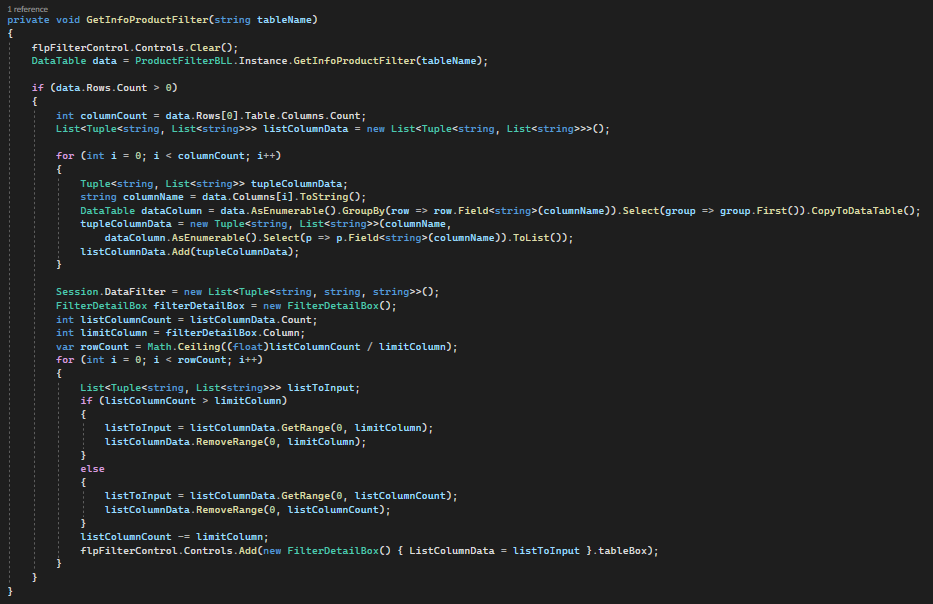 1 reference
private void GetInfoProductFilter(string tableName)
{
    flpFilterControl.Controls.Clear();
    DataTable data = ProductFilterBLL.Instance.GetInfoProductFilter(tableName);

    if (data.Rows.Count > 0)
    {
        int columnCount = data.Rows[0].Table.Columns.Count;
        List<Tuple<string, List<string>>> listColumnData = new List<Tuple<string, List<string>>>();

        for (int i = 0; i < columnCount; i++)
        {
            Tuple<string, List<string>> tupleColumnData;
            string columnName = data.Columns[i].ToString();
            DataTable dataColumn = data.AsEnumerable().GroupBy(row => row.Field<string>(columnName)).Select(group => group.First()).CopyToDataTable();
            tupleColumnData = new Tuple<string, List<string>>(columnName,
                dataColumn.AsEnumerable().Select(p => p.Field<string>(columnName)).ToList());
            listColumnData.Add(tupleColumnData);
        }

        Session.DataFilter = new List<Tuple<string, string, string>>();
        FilterDetailBox filterDetailBox = new FilterDetailBox();
        int listColumnCount = listColumnData.Count;
        int limitColumn = filterDetailBox.Column;
        var rowCount = Math.Ceiling((float)listColumnCount / limitColumn);
        for (int i = 0; i < rowCount; i++)
        {
            List<Tuple<string, List<string>>> listToInput;
            if (listColumnCount > limitColumn)
            {
                listToInput = listColumnData.GetRange(0, limitColumn);
                listColumnData.RemoveRange(0, limitColumn);
            }
            else
            {
                listToInput = listColumnData.GetRange(0, listColumnCount);
                listColumnData.RemoveRange(0, listColumnCount);
            }
            listColumnCount -= limitColumn;
            flpFilterControl.Controls.Add(new FilterDetailBox() { ListColumnData = listToInput }.tableBox);
        }
    }
}